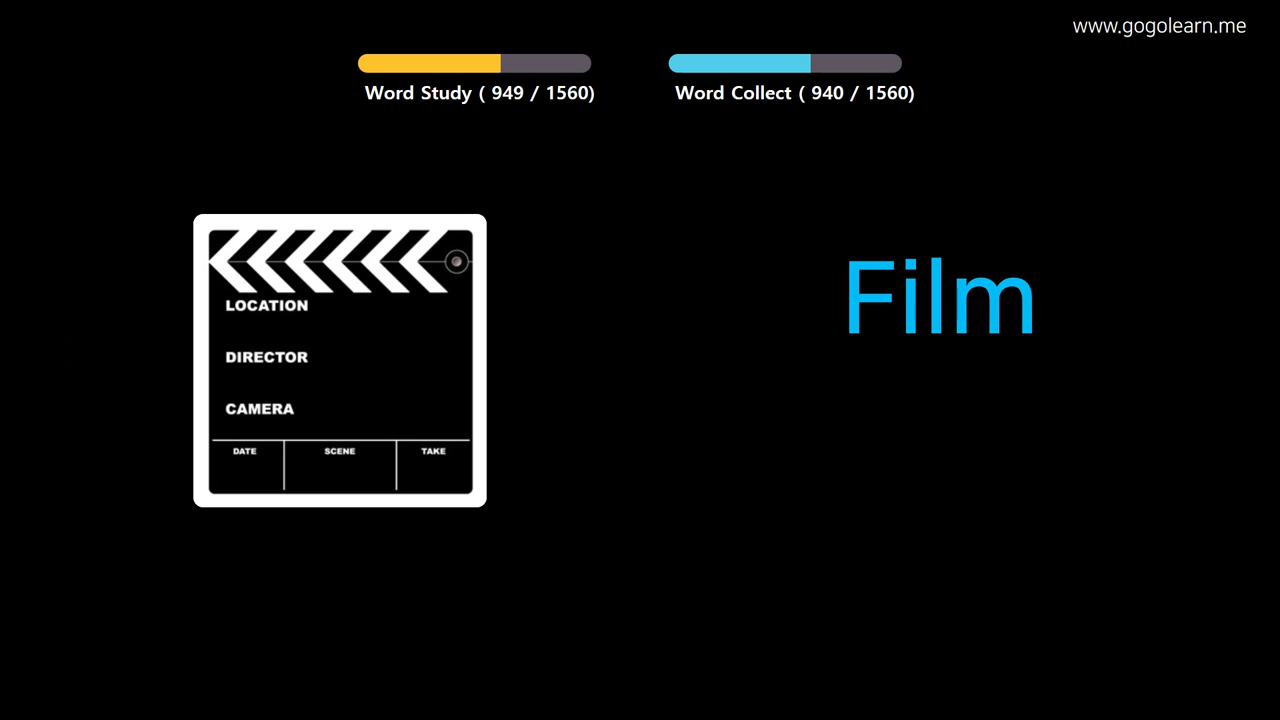 www.gogolearn.me
Word Study ( 949 / 1560)
Word Collect ( 940 / 1560)
Film
LOCATION
DIRECTOR
CAMERA
DATE
SCENE
TAKE